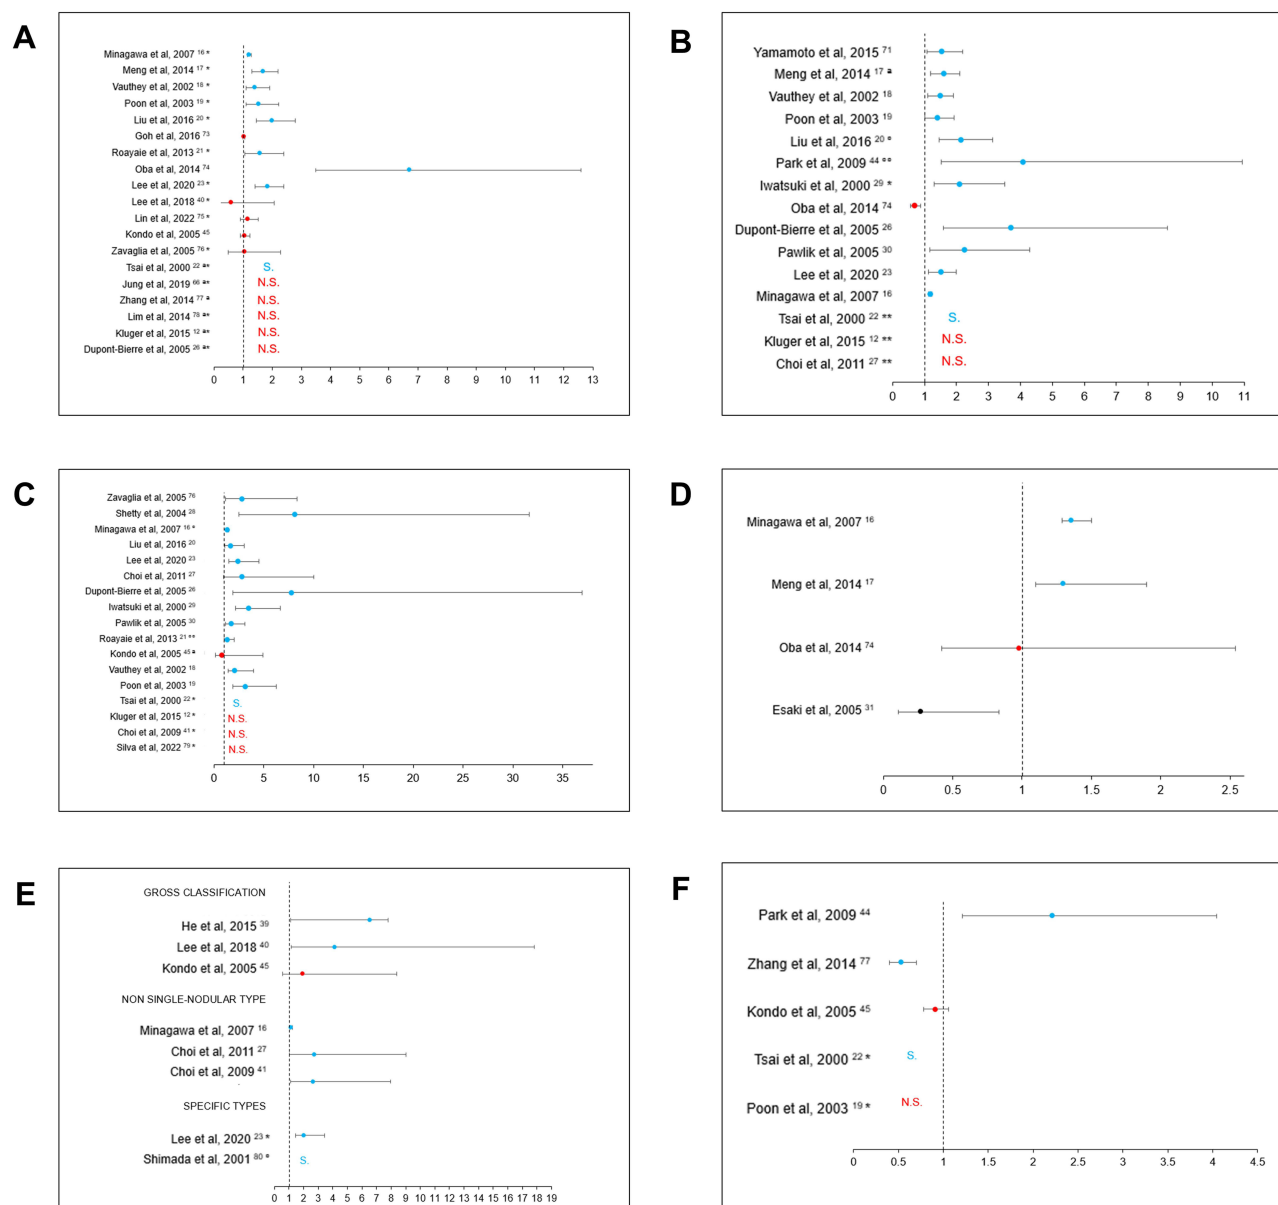 A
Minagawa et al, 2007 16 *
Meng et al, 2014 17 *
Vauthey et al, 2002 18 *
Poon et al, 2003 19 *
Liu et al, 2016 20 *
Goh et al, 2016 73
Roayaie et al, 2013 21 *
Oba et al, 2014 74
Lee et al, 2020 23 *
Lee et al, 2018 40 *
Lin et al, 2022 75 *
Kondo et al, 2005 45
Zavaglia et al, 2005 76 *
Tsai et al, 2000 22 a* S.
Jung et al, 2019 66 a* N.S.
Zhang et al, 2014 77 a N.S.
Lim et al, 2014 78 a* N.S.
Kluger et al, 2015 12 a* N.S.
Dupont-Bierre et al, 2005 26 a* N.S.
0 1 2 3 4 5 6 7 8 9 10 11 12 13
B
Yamamoto et al, 2015 71
Meng et al, 2014 17 a
Vauthey et al, 2002 18
Poon et al, 2003 19
Liu et al, 2016 20 *
Park et al, 2009 44 **
Iwatsuki et al, 2000 29 *
Oba et al, 2014 74
Dupont-Bierre et al, 2005 26
Pawlik et al, 2005 30
Lee et al, 2020 23
Minagawa et al, 2007 16
Tsai et al, 2000 22 ** S.
Kluger et al, 2015 12 ** N.S.
Choi et al, 2011 27 ** N.S.
0 1 2 3 4 5 6 7 8 9 10 11
C
Zavaglia et al, 2005 76
Shetty et al, 2004 28
Minagawa et al, 2007 16 *
Liu et al, 2016 20
Lee et al, 2020 23
Choi et al, 2011 27
Dupont-Bierre et al, 2005 26
Iwatsuki et al, 2000 29
Pawlik et al, 2005 30
Roayaie et al, 2013 21 **
Kondo et al, 2005 45 a
Vauthey et al, 2002 18
Poon et al, 2003 19
Tsai et al, 2000 22 * S.
Kluger et al, 2015 12 * N.S.
Choi et al, 2009 41 * N.S.
Silva et al, 2022 79 * N.S.
0 5 10 15 20 25 30 35
D
Minagawa et al, 2007 16
Meng et al, 2014 17
Oba et al, 2014 74
Esaki et al, 2005 31
0 0.5 1 1.5 2 2.5
E
GROSS CLASSIFICATION
He et al, 2015 39
Lee et al, 2018 40
Kondo et al, 2005 45
NON SINGLE-NODULAR TYPE
Minagawa et al, 2007 16
Choi et al, 2011 27
Choi et al, 2009 41
SPECIFIC TYPES
Lee et al, 2020 23 *
Shimada et al, 2001 80 * S.
0 1 2 3 4 5 6 7 8 9 10 11 12 13 14 15 16 17 18 19
F
Park et al, 2009 44
Zhang et al, 2014 77
Kondo et al, 2005 45
Tsai et al, 2000 22 * S.
Poon et al, 2003 19 * N.S.
0 0.5 1 1.5 2 2.5 3 3.5 4 4.5